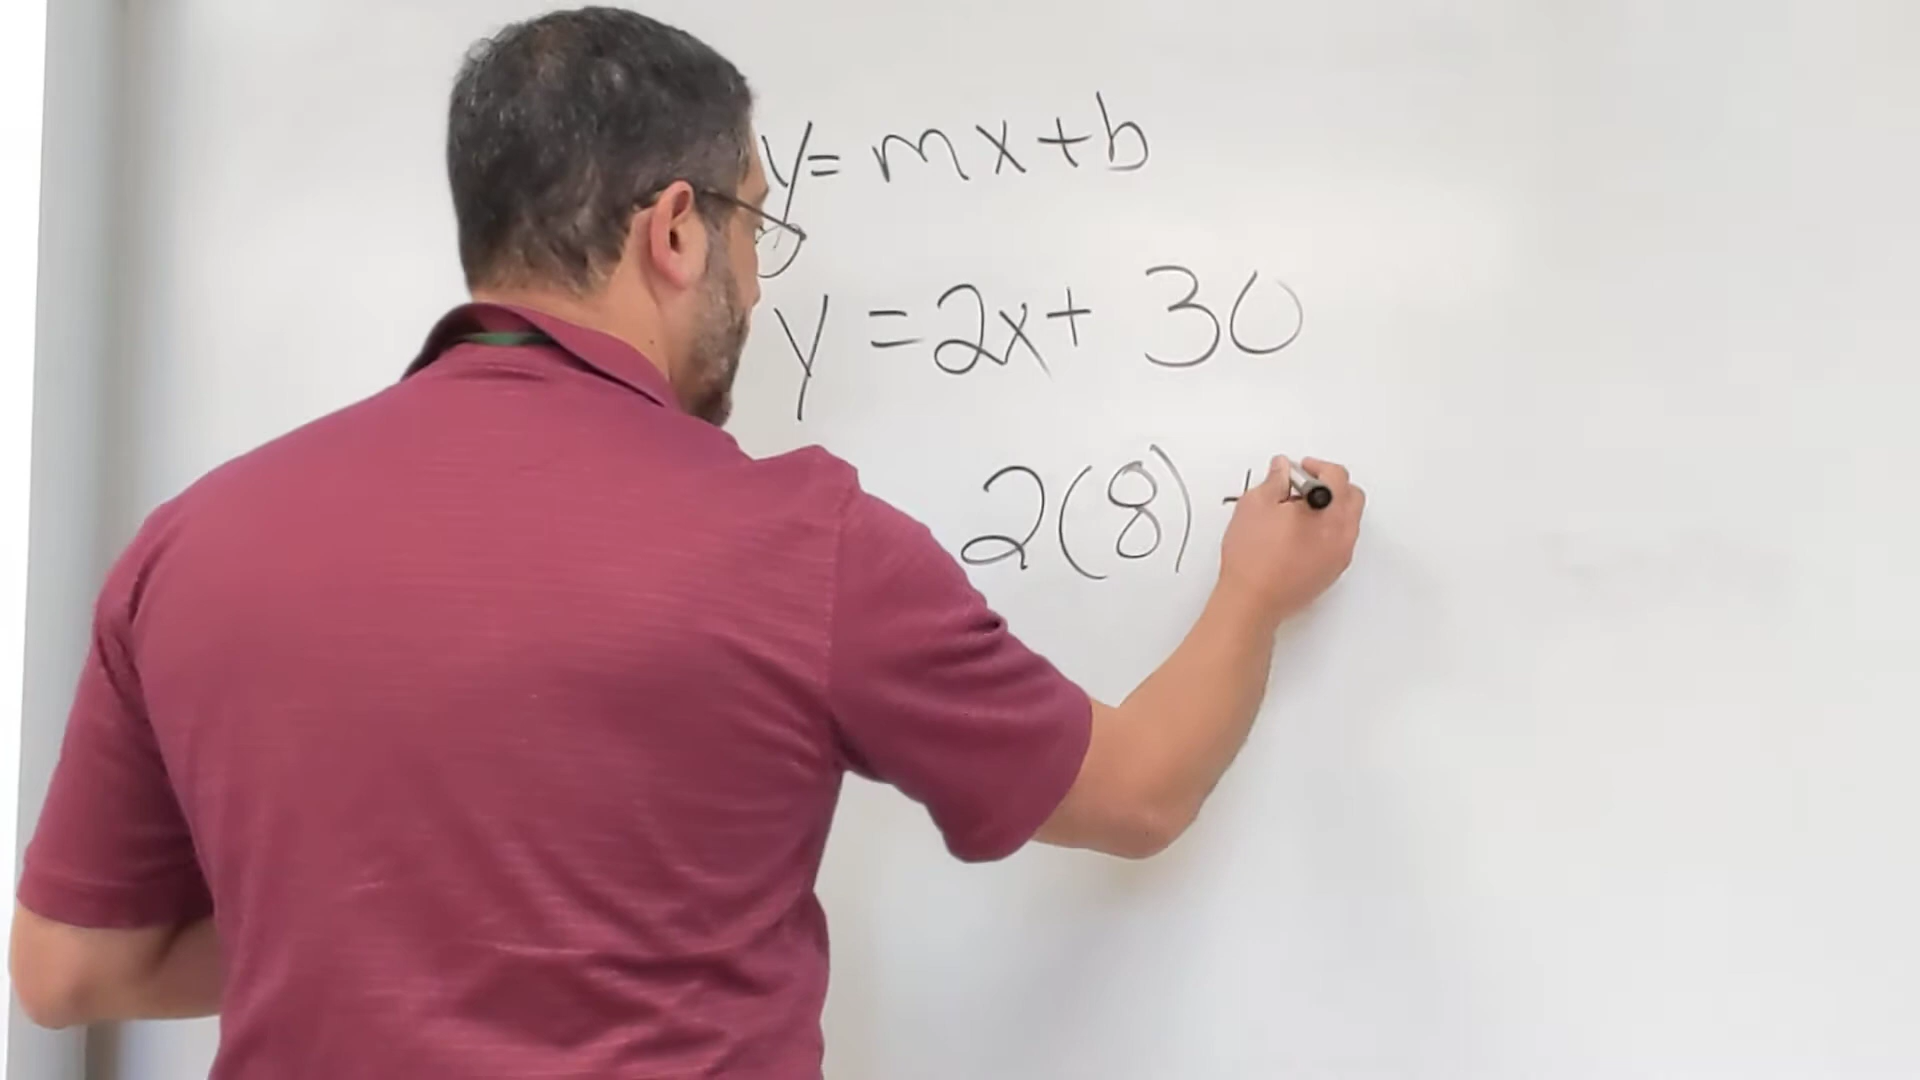 y = mx+b
y = 2x+ 30
2(8) +